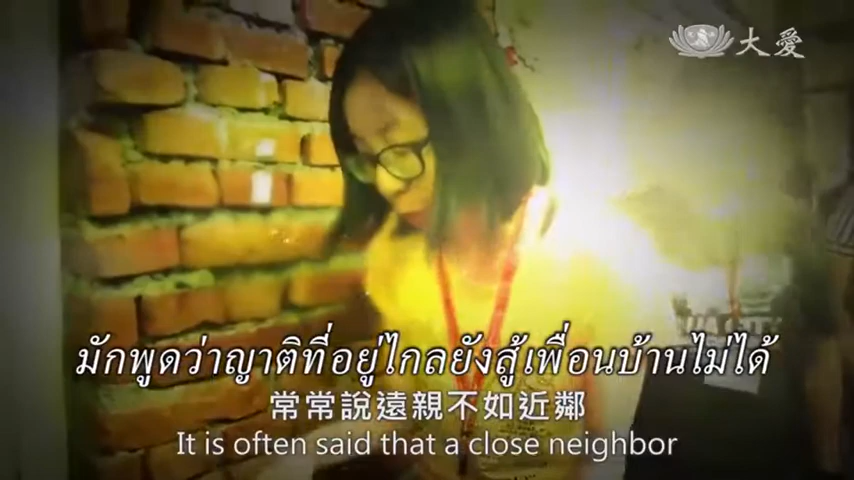 大愛
มักพูดว่าญาติที่อยู่ไกลยังสู้เพื่อนบ้านไม่ได้
常常說遠親不如近鄰
It is often said that a close neighbor